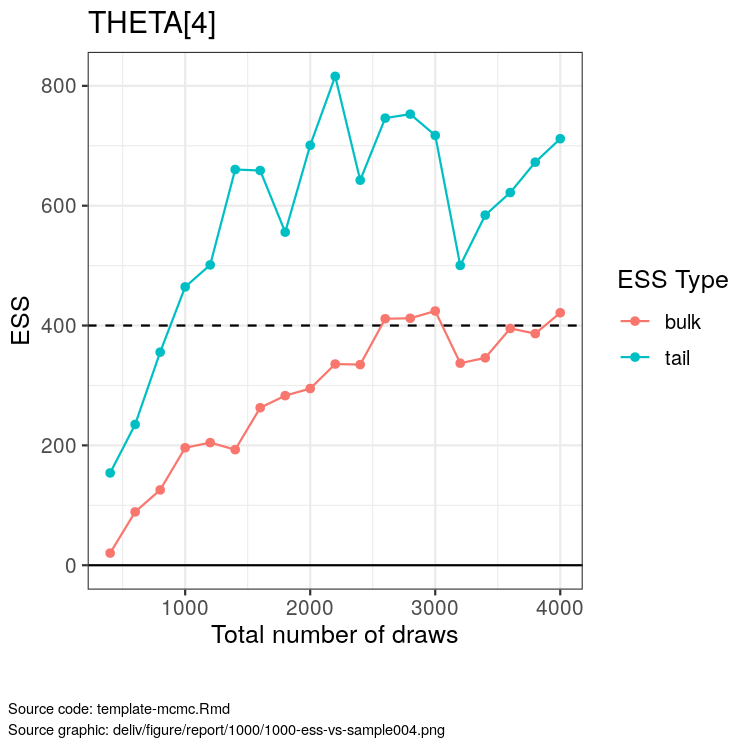 THETA[4]
800
600
400
200
0
ESS
1000 2000 3000 4000
Total number of draws
ESS Type
bulk
tail
Source code: template-mcmc.Rmd
Source graphic: deliv/figure/report/1000/1000-ess-vs-sample004.png